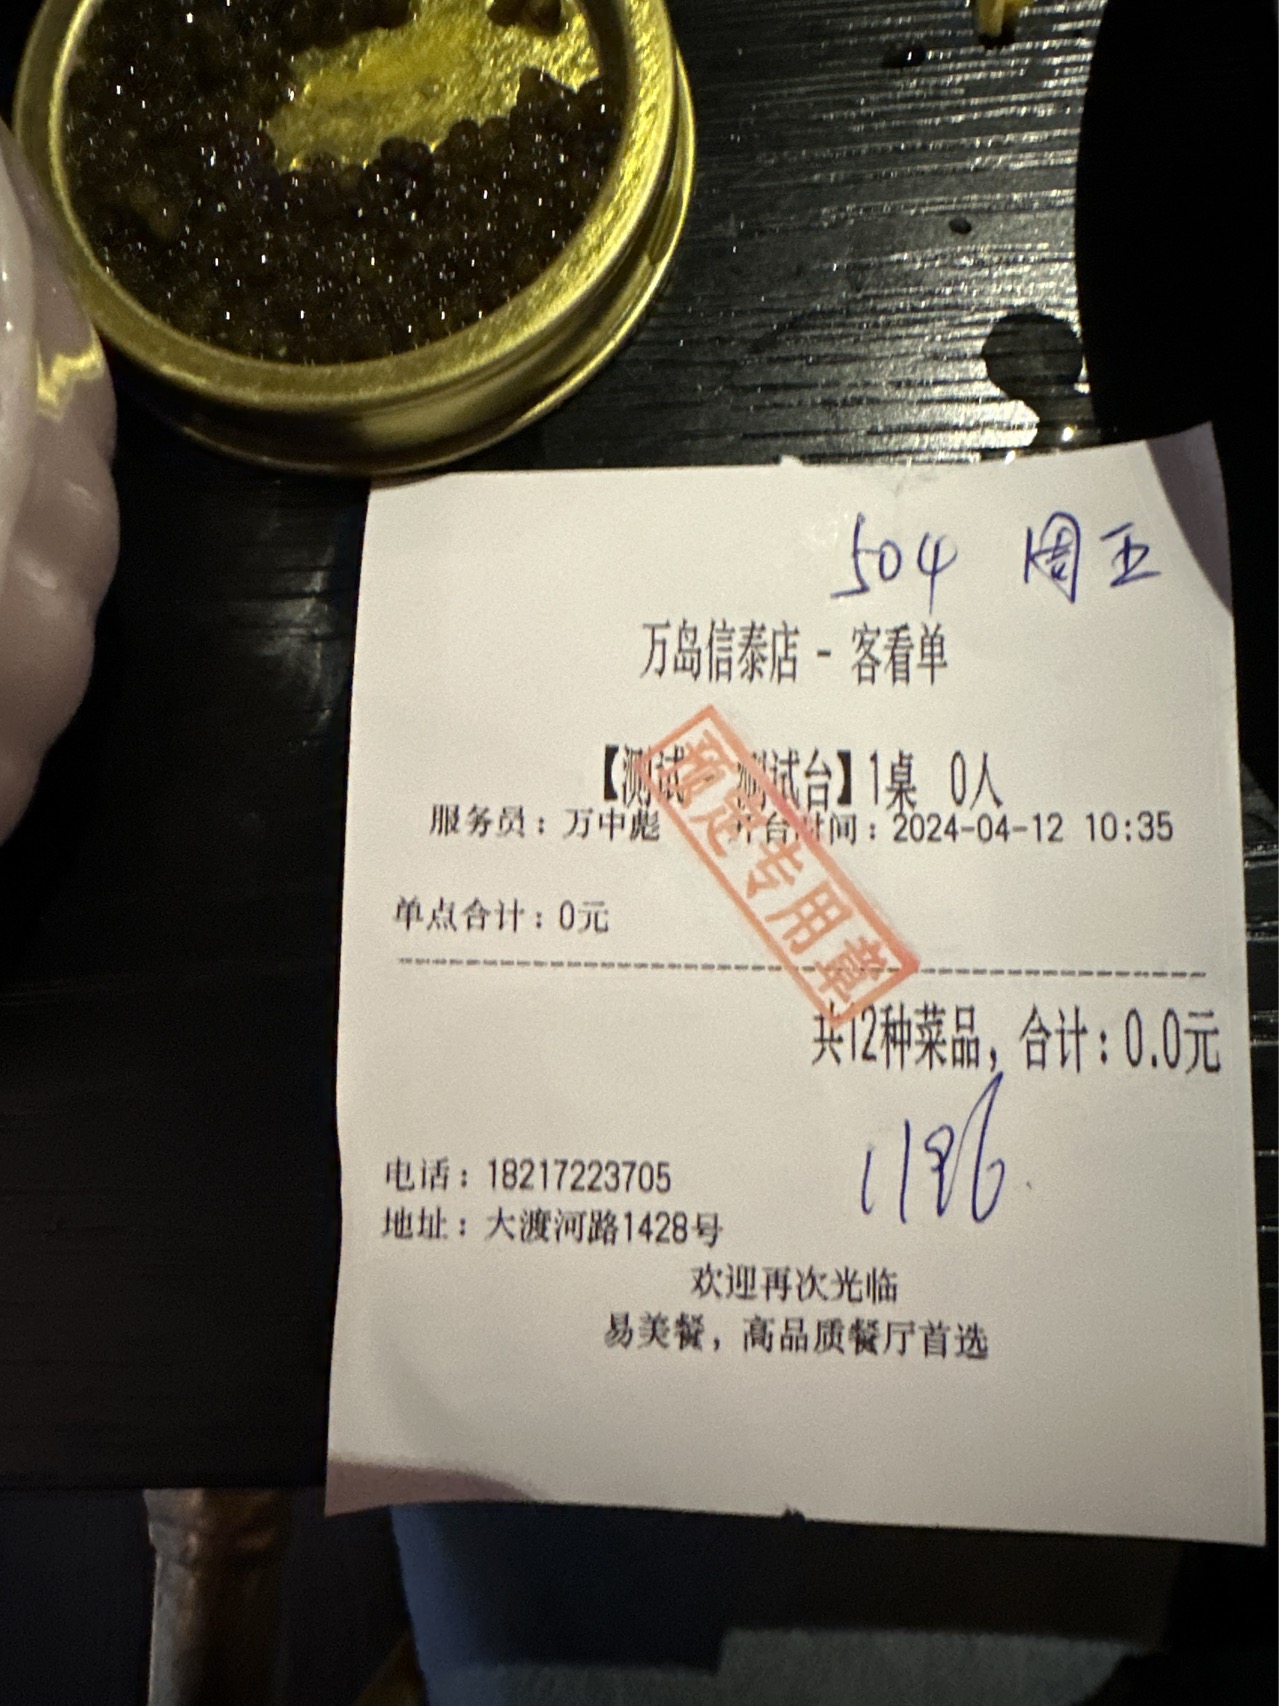 504 周五
万岛信泰店 - 客看单
【测试 测试台】1桌 0人
服务员：万中彪 开台时间：2024-04-12 10:35
预定专用章
单点合计：0元
共12种菜品，合计：0.0元
1186
电话：18217223705
地址：大渡河路1428号
欢迎再次光临
易美餐，高品质餐厅首选